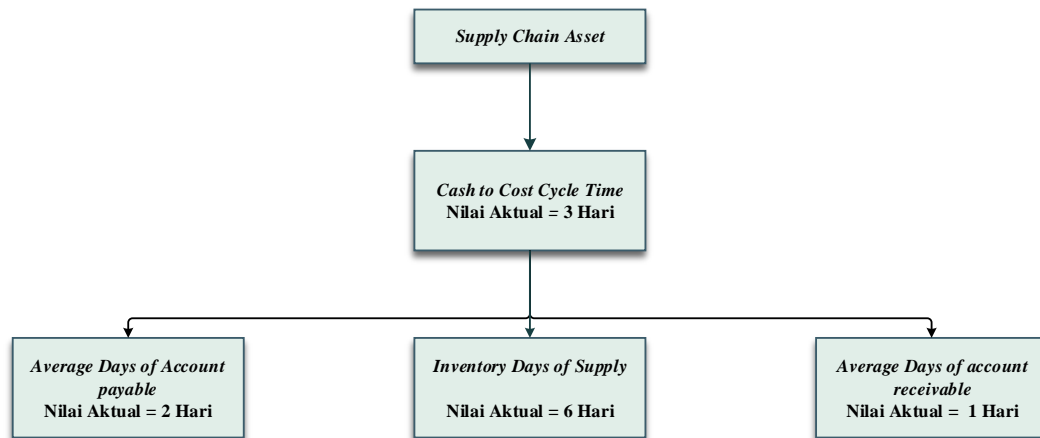 Supply Chain Asset
Cash to Cost Cycle Time
Nilai Aktual = 3 Hari
Average Days of Account
payable
Nilai Aktual = 2 Hari
Inventory Days of Supply
Nilai Aktual = 6 Hari
Average Days of account
receivable
Nilai Aktual = 1 Hari